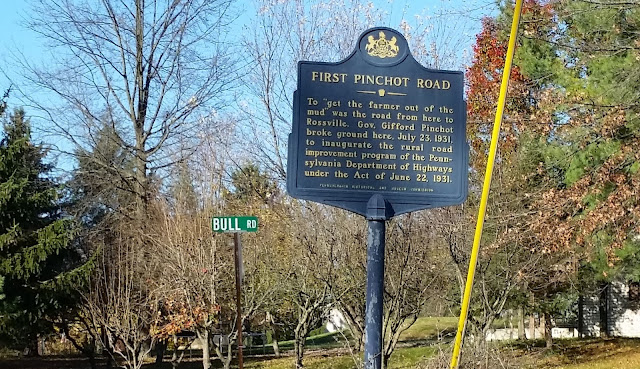 FIRST PINCHOT ROAD
To "get the farmer out of the
mud" was the road from here to
Rossville. Gov. Gifford Pinchot
broke ground here, July 23, 1931,
to inaugurate the rural road
improvement program of the Penn-
sylvania Department of Highways
under the Act of June 22, 1931.
PENNSYLVANIA HISTORICAL AND MUSEUM COMMISSION
BULL RD